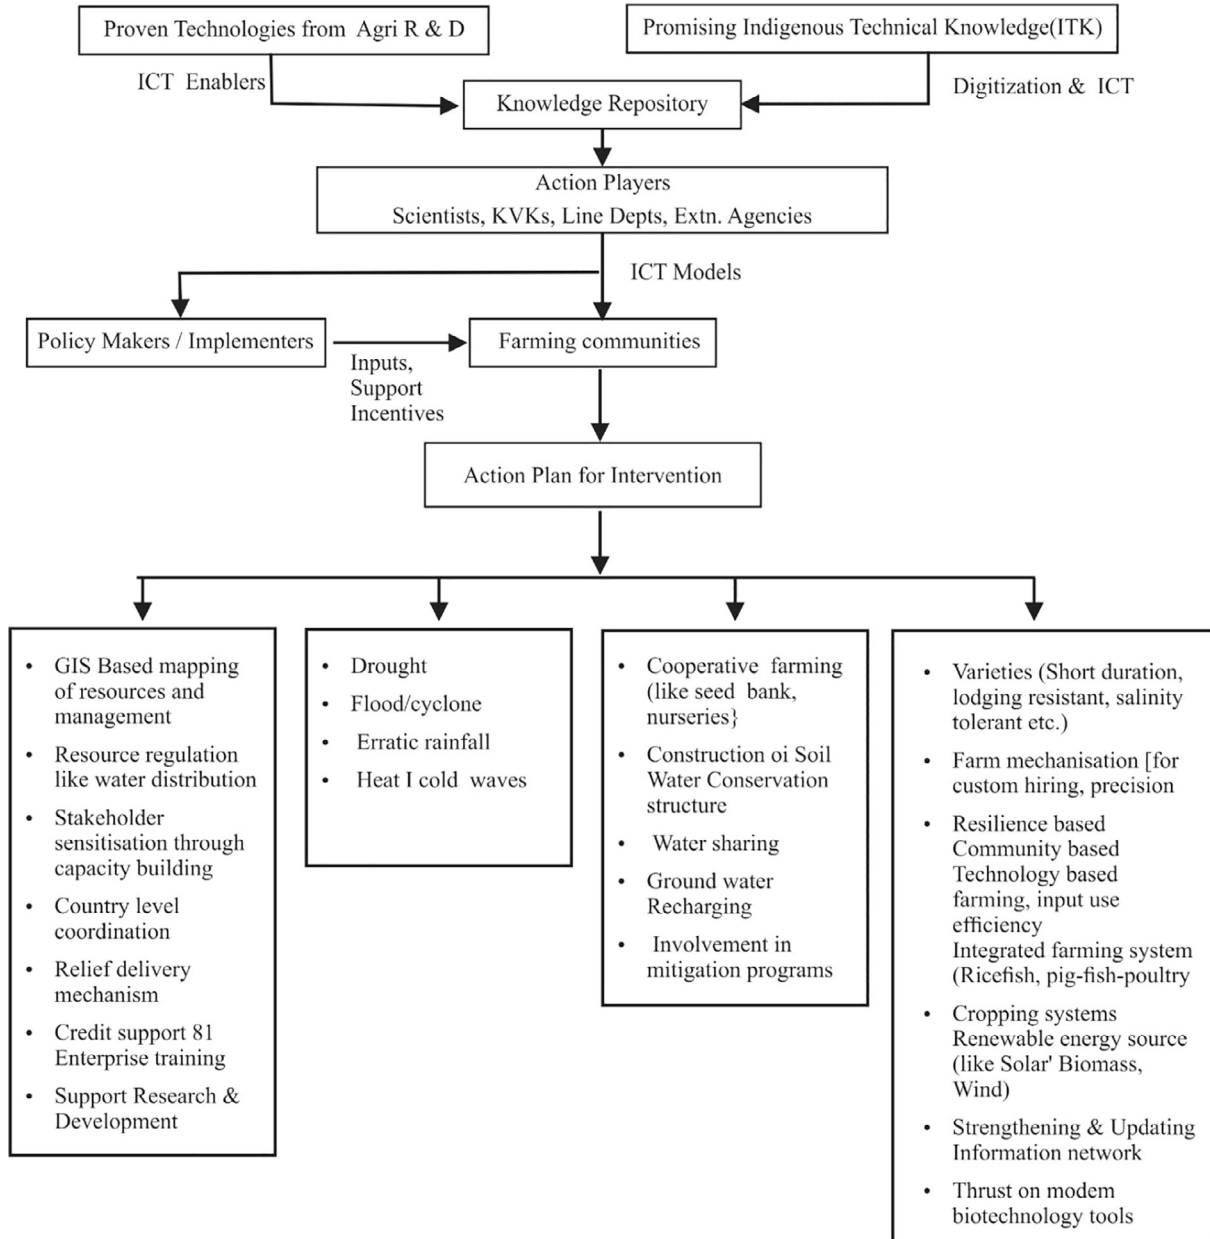 Proven Technologies from Agri R & D
Promising Indigenous Technical Knowledge(ITK)
ICT Enablers
Digitization & ICT
Knowledge Repository
Action Players
Scientists, KVKs, Line Depts, Extn. Agencies
ICT Models
Policy Makers / Implementers
Farming communities
Inputs,
Support
Incentives
Action Plan for Intervention
• GIS Based mapping
of resources and
management
• Resource regulation
like water distribution
• Stakeholder
sensitisation through
capacity building
• Country level
coordination
• Relief delivery
mechanism
• Credit support 81
Enterprise training
• Support Research &
Development
• Drought
• Flood/cyclone
• Erratic rainfall
• Heat I cold waves
• Cooperative farming
(like seed bank,
nurseries}
• Construction oi Soil
Water Conservation
structure
• Water sharing
• Ground water
Recharging
• Involvement in
mitigation programs
• Varieties (Short duration,
lodging resistant, salinity
tolerant etc.)
• Farm mechanisation [for
custom hiring, precision
• Resilience based
Community based
Technology based
farming, input use
efficiency
Integrated farming system
(Ricefish, pig-fish-poultry
• Cropping systems
Renewable energy source
(like Solar' Biomass,
Wind)
• Strengthening & Updating
Information network
• Thrust on modem
biotechnology tools